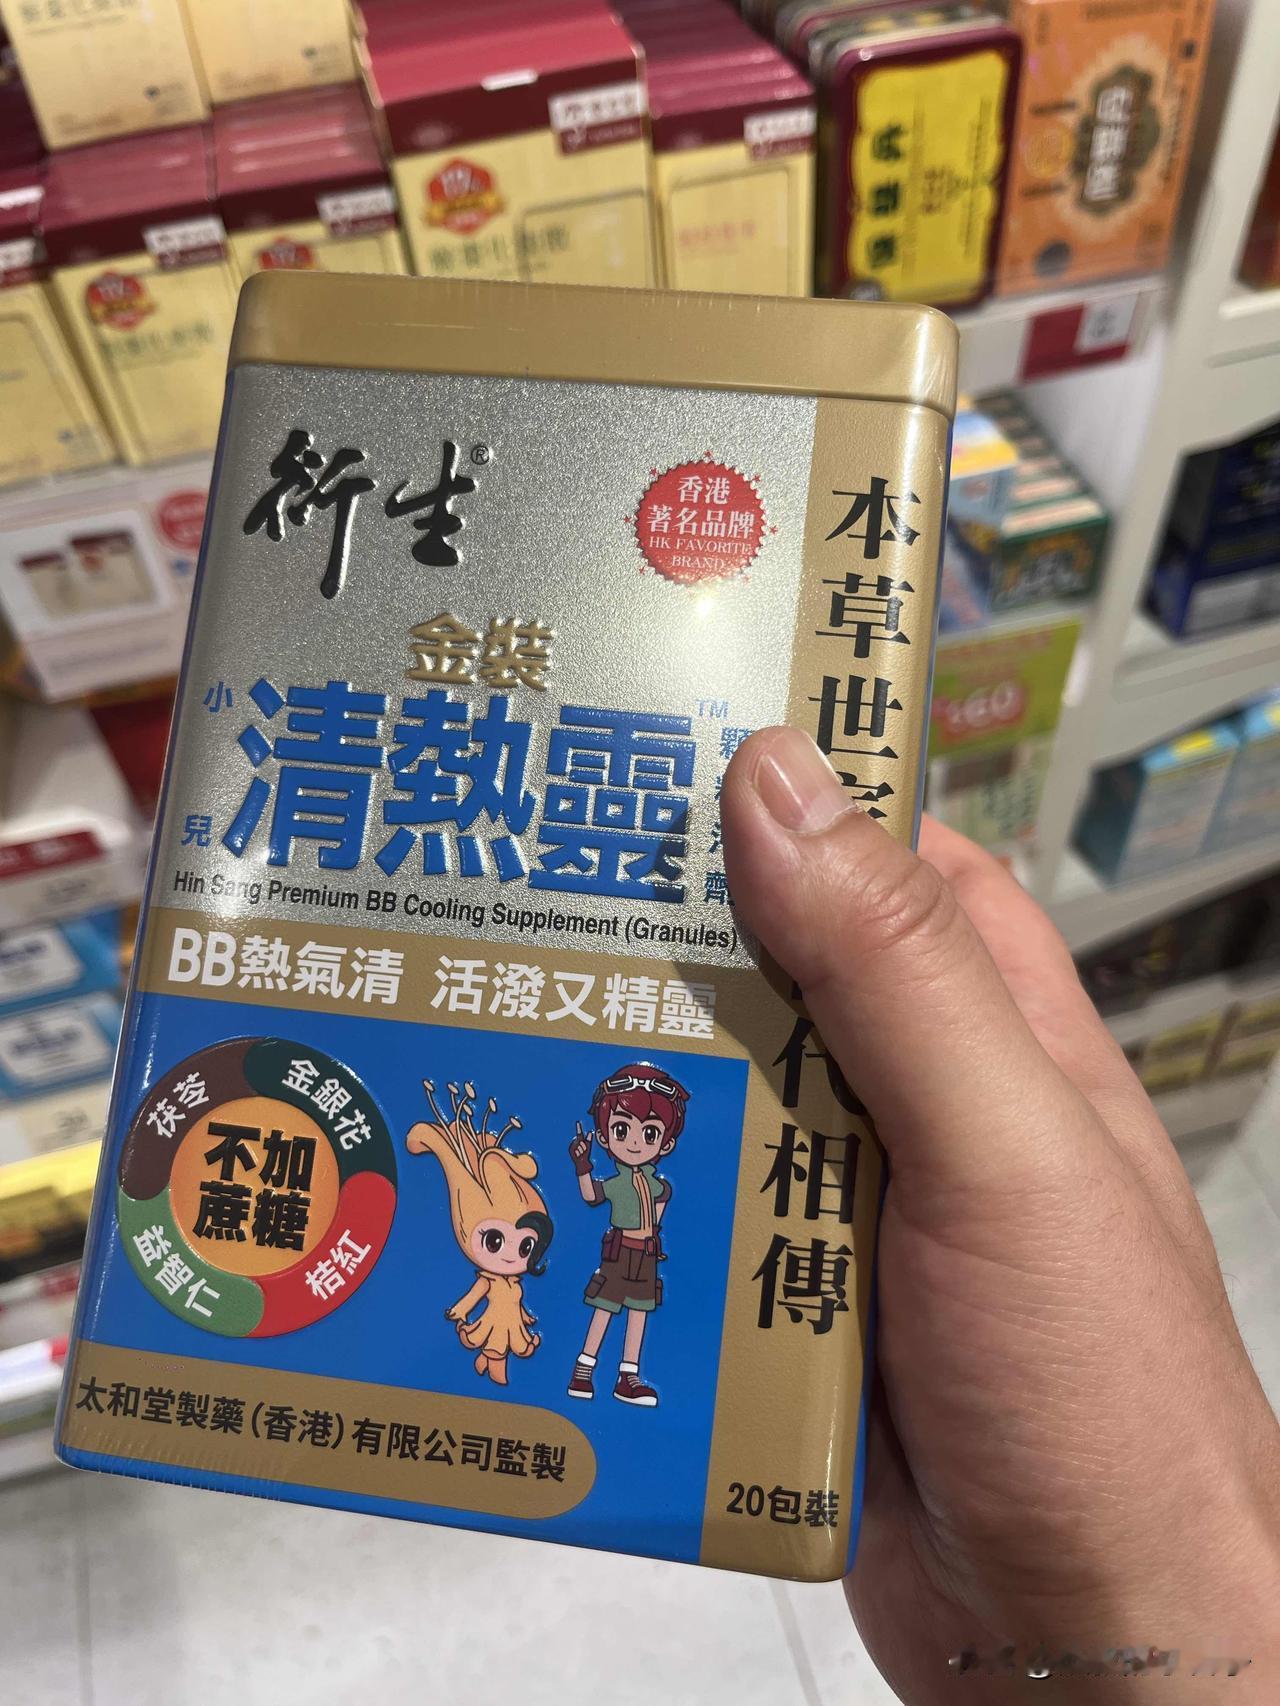 衍生®
香港
著名品牌
HK FAVORITE
BRAND
金裝
小兒
清熱靈™
Hin Sang Premium BB Cooling Supplement (Granules)
BB熱氣清 活潑又精靈
茯苓
金銀花
益智仁
桔紅
不加
蔗糖
太和堂製藥(香港)有限公司監製
本草世
代相傳
20包裝